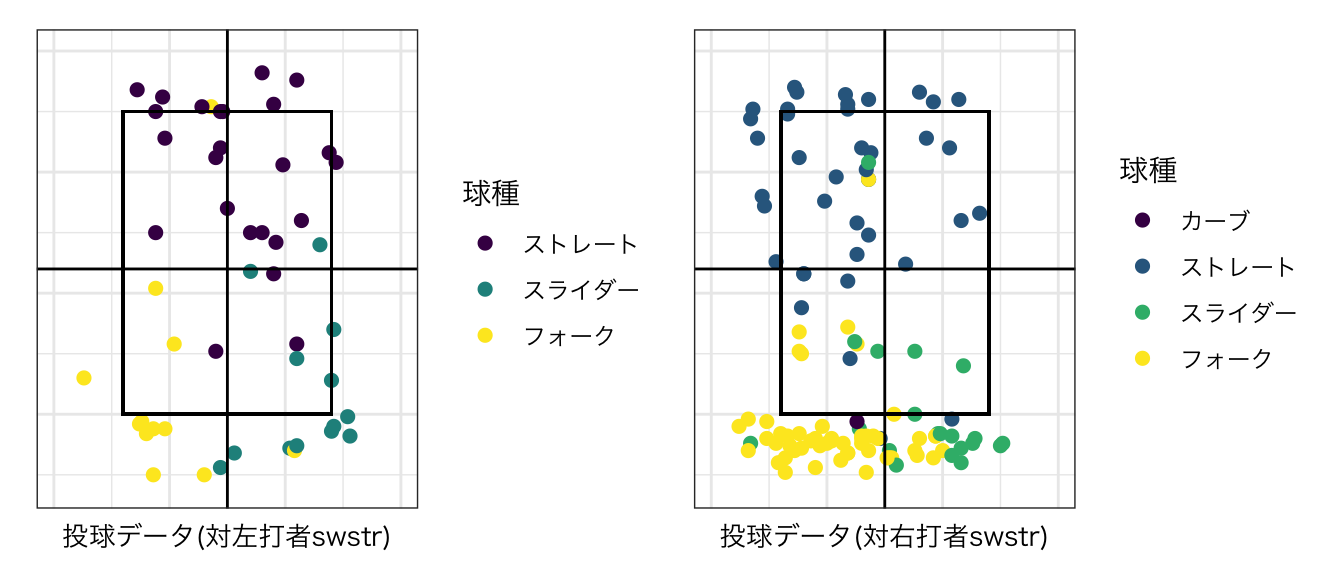 球種
ストレート
スライダー
フォーク
投球データ(対左打者swstr)
球種
カーブ
ストレート
スライダー
フォーク
投球データ(対右打者swstr)